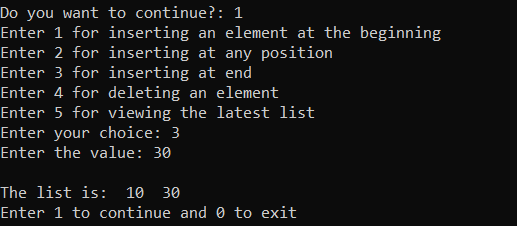 Do you want to continue?: 1
Enter 1 for inserting an element at the beginning
Enter 2 for inserting at any position
Enter 3 for inserting at end
Enter 4 for deleting an element
Enter 5 for viewing the latest list
Enter your choice: 3
Enter the value: 30

The list is:  10  30
Enter 1 to continue and 0 to exit